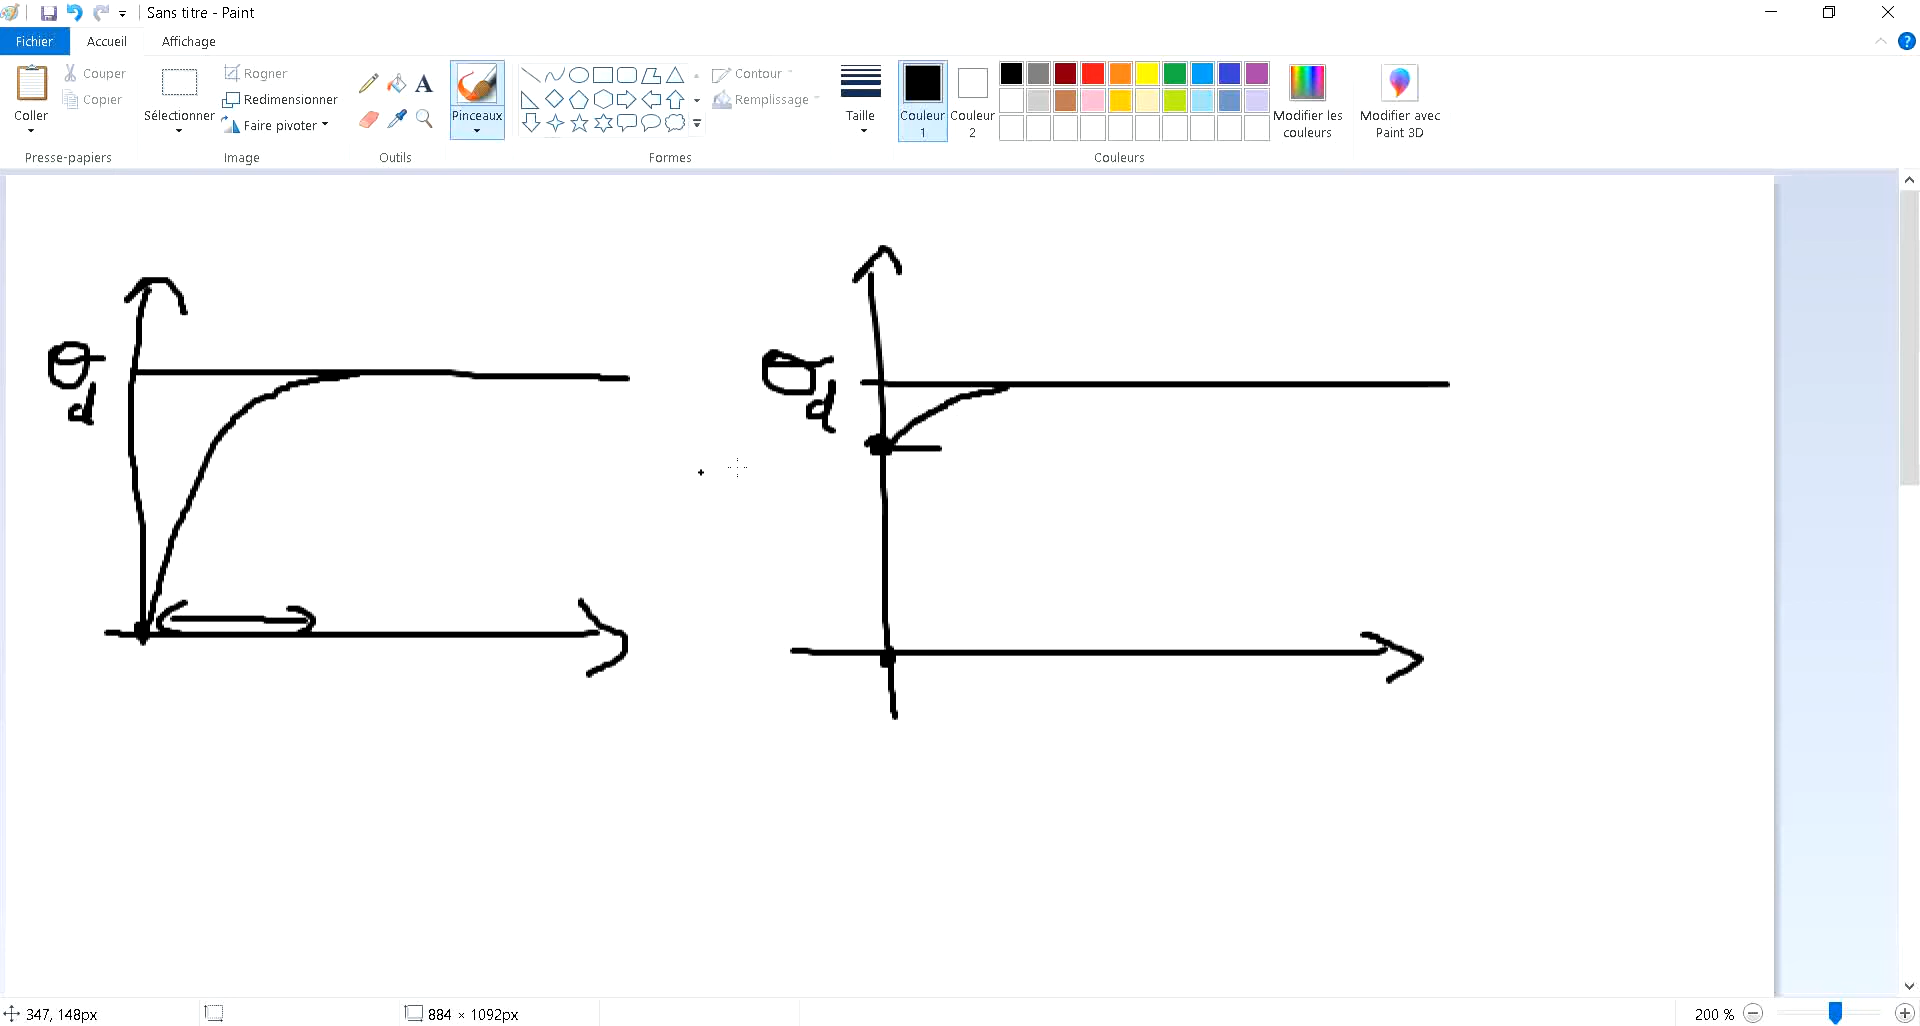 Sans titre - Paint
Fichier
Accueil
Affichage
Coller
Couper
Copier
Presse-papiers
Sélectionner
Rogner
Redimensionner
Faire pivoter
Image
A
Outils
Pinceaux
Contour
Remplissage
Formes
Taille
Couleur 1
Couleur 2
Modifier les couleurs
Couleurs
Modifier avec Paint 3D
?
θd
θd
347, 148px
884 × 1092px
200 %